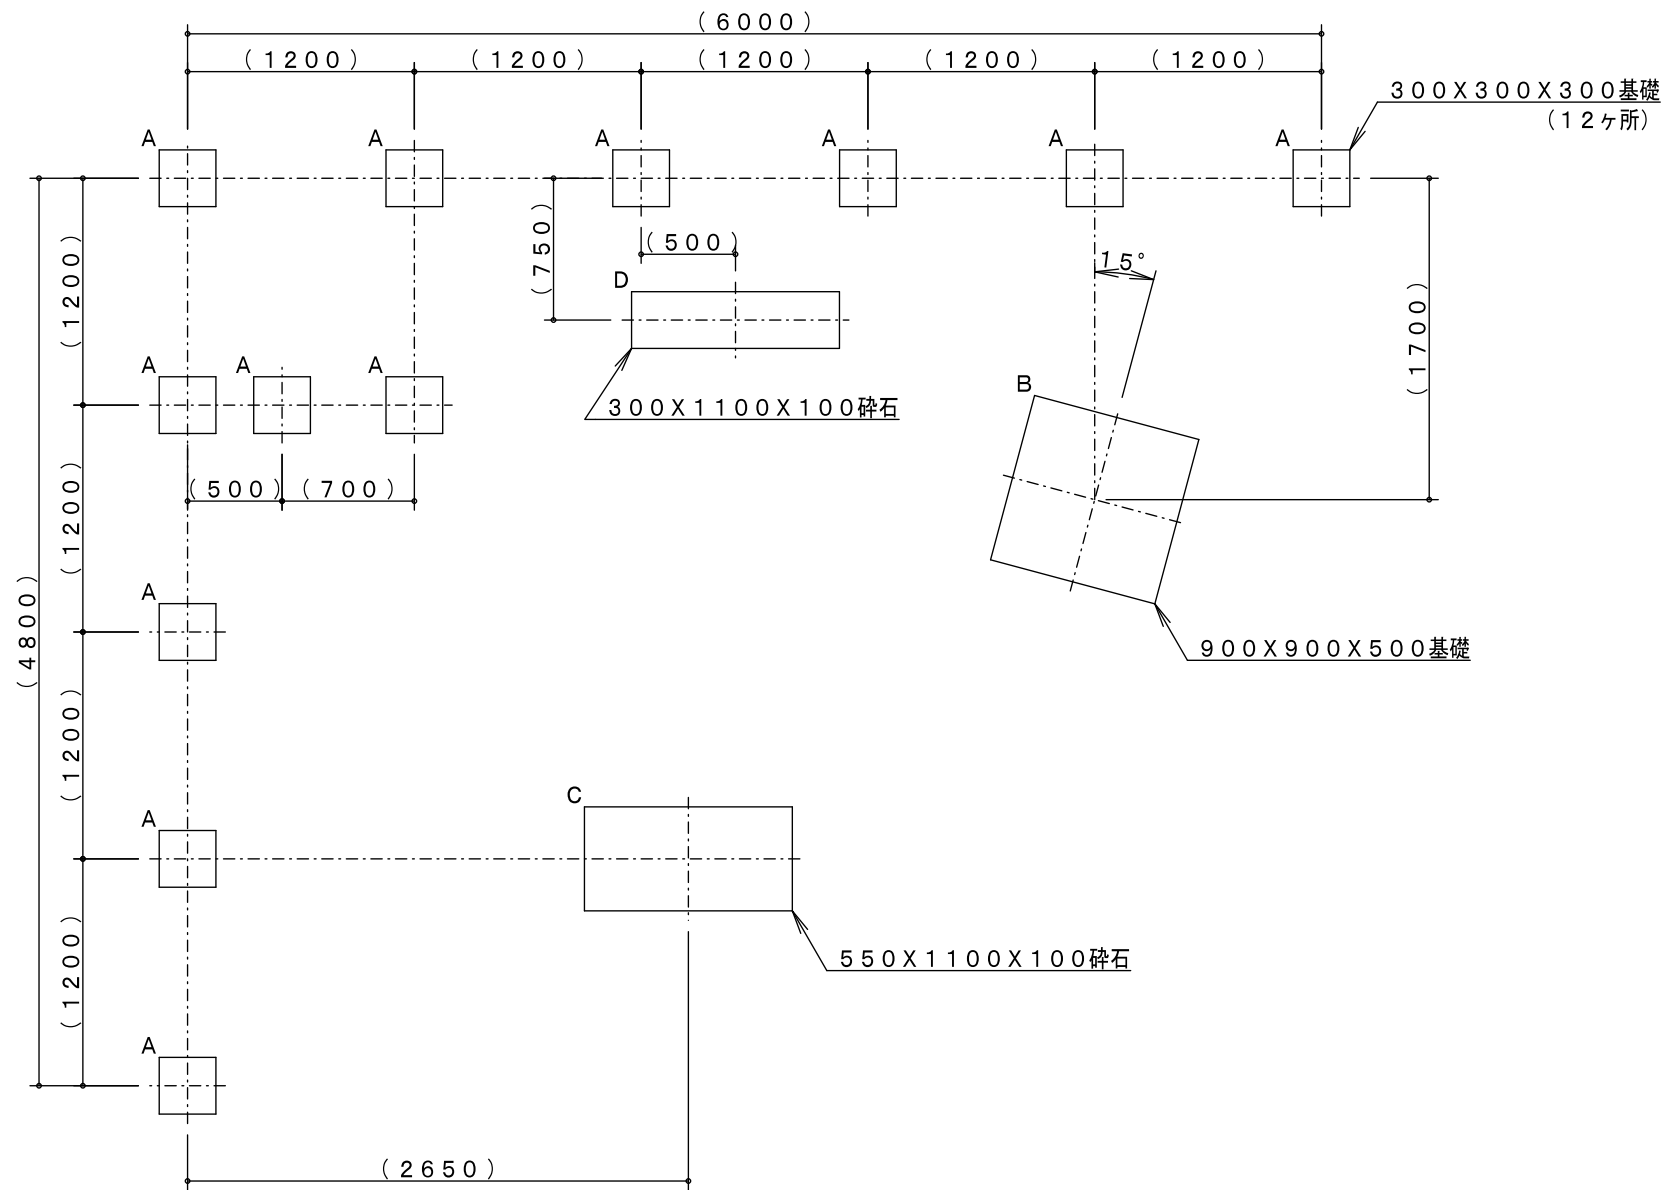 (6000)
(1200) (1200) (1200) (1200) (1200)
300X300X300基礎
(12ヶ所)
A A A A A A
(1200)
(750)
(500)
15°
(1700)
D
A A A
B
300X1100X100砕石
(500) (700)
(1200)
(4800)
A
900X900X500基礎
(1200)
C
A
(1200)
550X1100X100砕石
A
(2650)